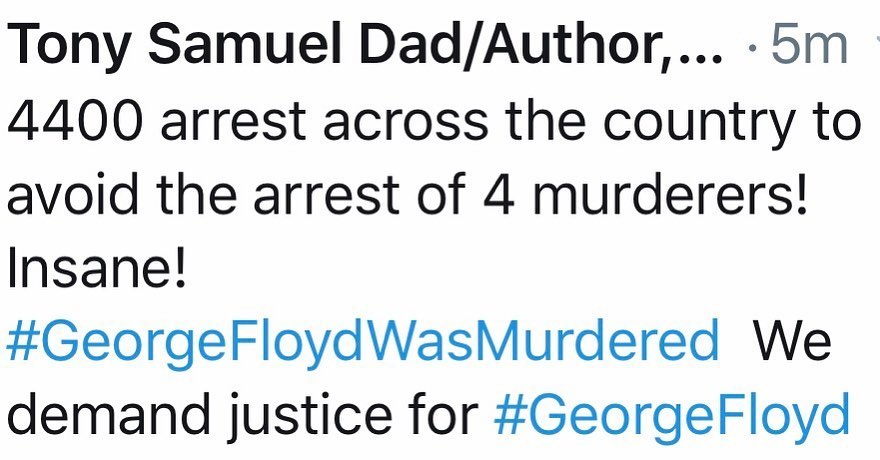 Tony Samuel Dad/Author,... · 5m
4400 arrest across the country to
avoid the arrest of 4 murderers!
Insane!
#GeorgeFloydWasMurdered We
demand justice for #GeorgeFloyd